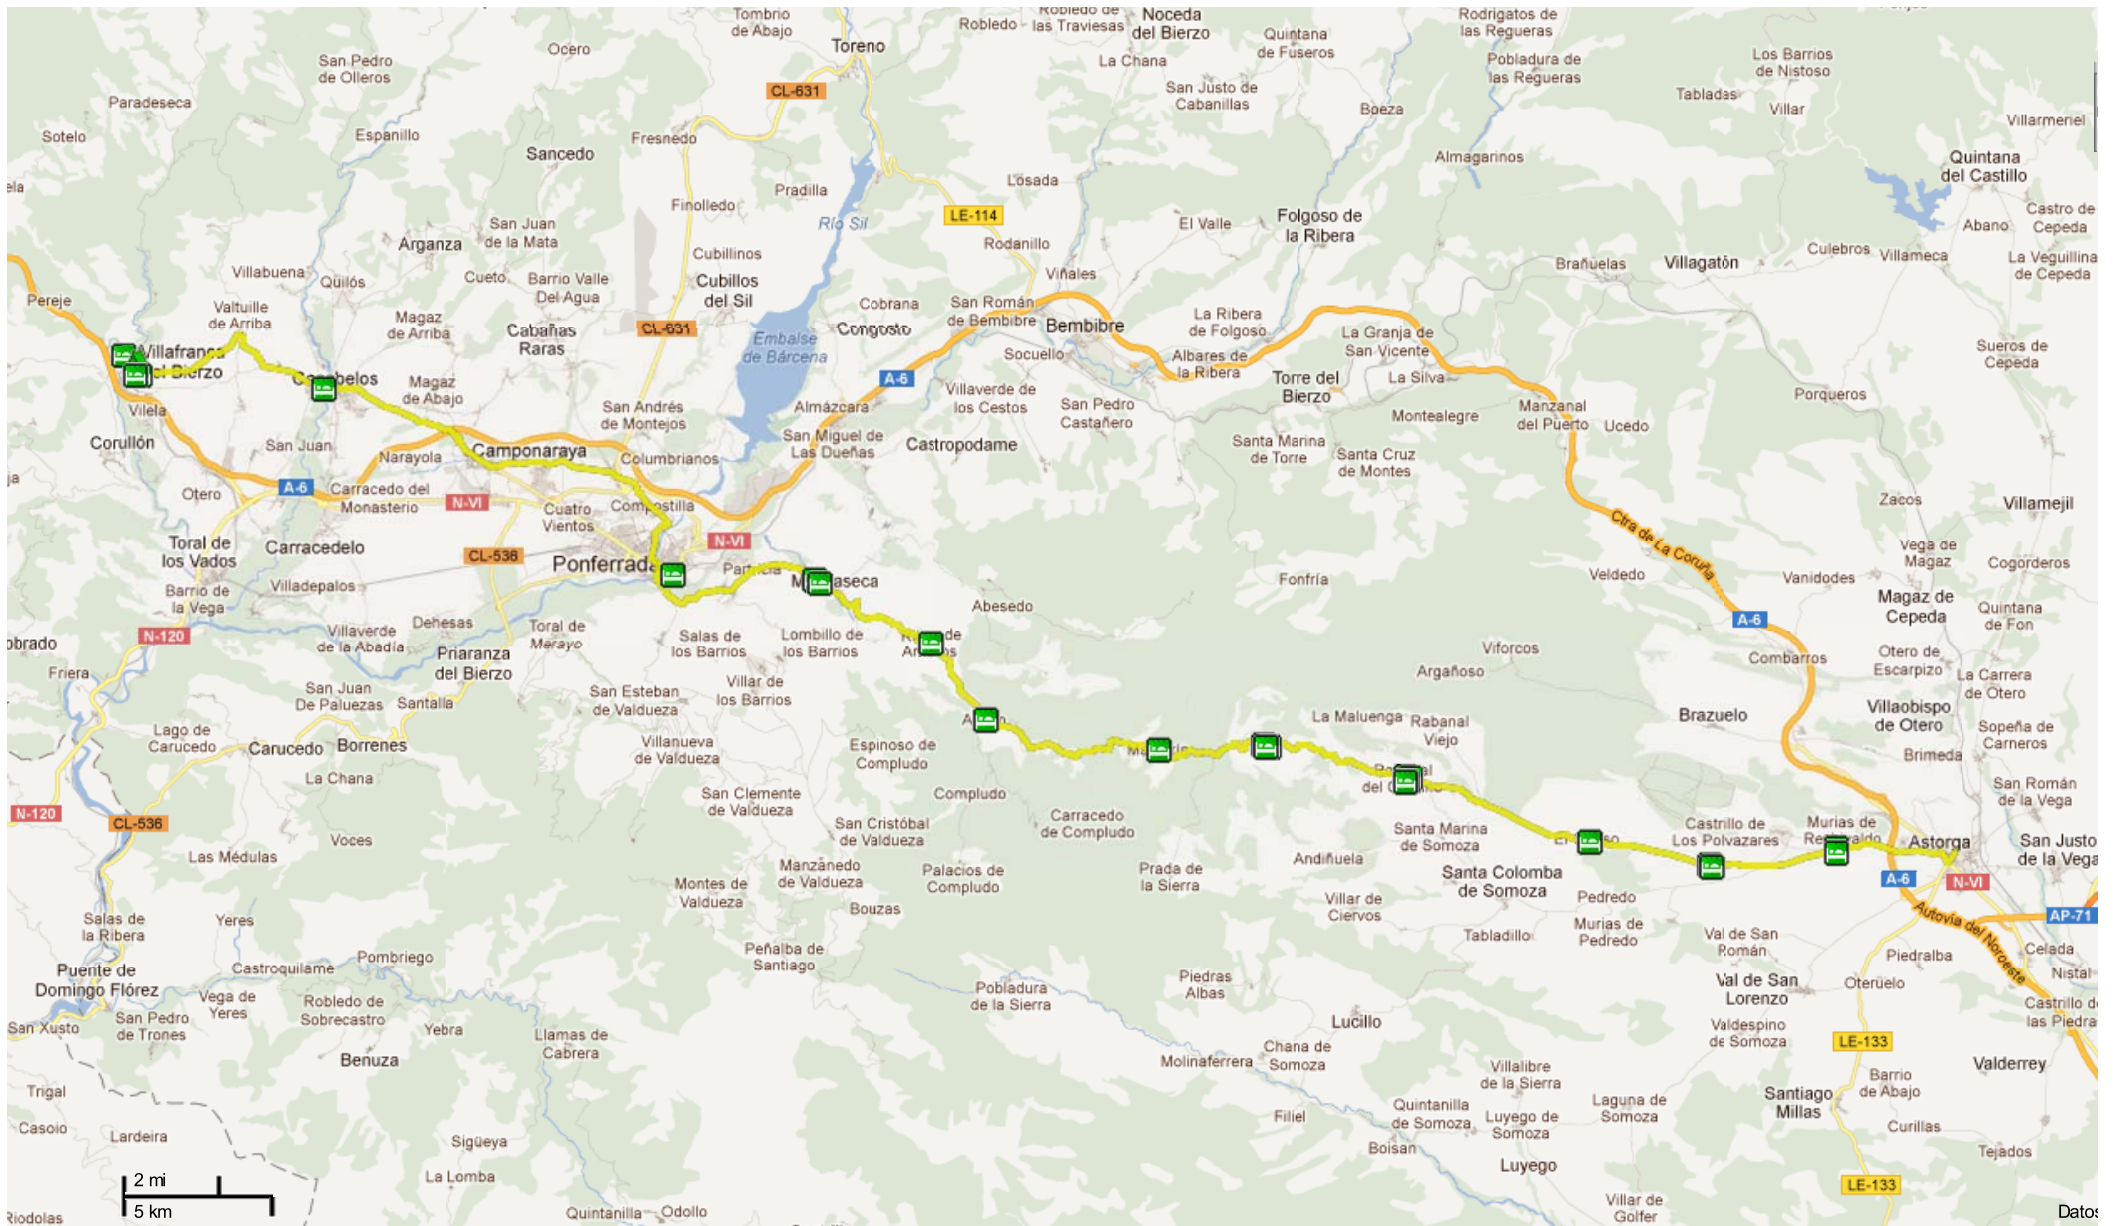 Tombrio
de Abajo
Robledo
Robledo de
las Traviesas
Noceda
del Bierzo
Rodrigatos de
las Regueras
Quintana
de Fuseros
Toreno
Ocero
San Pedro
de Olleros
La Chana
Pobladura de
las Regueras
Los Barrios
de Nistoso
CL-631
San Justo de
Cabanillas
Tabladas
Villar
Paradeseca
Boeza
Villarmeriel
Sotelo
Espanillo
Fresnedo
Sancedo
Almagarinos
Quintana
del Castillo
ela
Pradilla
Losada
Finolledo
LE-114
Río Sil
El Valle
Folgoso de
la Ribera
Castro de
Cepeda
Abano
San Juan
de la Mata
Arganza
Rodanillo
Culebros
Villameca
La Veguillina
de Cepeda
Cubillinos
Brañuelas
Villagatón
Villabuena
Quilós
Cueto
Barrio Valle
Del Agua
Cubillos
del Sil
Viñales
Pereje
Valtuille
de Arriba
Cobrana
San Román
de Bembibre
Magaz
de Arriba
Cabañas
Raras
CL-631
Congosto
Bembibre
La Ribera
de Folgoso
La Granja de
San Vicente
Embalse
de Bárcena
Socuello
Albares de
la Ribera
Sueros de
Cepeda
Villafranca
el Bierzo
Magaz
de Abajo
A-6
Villaverde de
los Cestos
Torre del
Bierzo
La Silva
Porqueros
Vilela
San Andrés
de Montejos
Almázcara
San Pedro
Castañero
Montealegre
Manzanal
del Puerto
Ucedo
Corullón
San Juan
San Miguel de
Las Dueñas
Castropodame
Santa Marina
de Torre
Santa Cruz
de Montes
Narayola
Camponaraya
Columbrianos
ja
Otero
A-6
Carracedo del
Monasterio
N-VI
Cuatro
Vientos
Compostilla
Zacos
Villamejil
Ctra de La Coruña
Toral de
los Vados
Carracedelo
CL-536
Ponferrada
N-VI
Vega de
Magaz
Cogorderos
Barrio de
la Vega
Villadepalos
Fonfría
Veldedo
Vanidodes
Magaz de
Cepeda
Quintana
de Fon
Abesedo
A-6
N-120
obrado
Villaverde
de la Abadía
Dehesas
Toral de
Merayo
Salas de
los Barrios
Lombillo de
los Barrios
Viforcos
Combarros
Otero de
Escarpizo
Friera
Priaranza
del Bierzo
Argañoso
La Carrera
de Otero
San Juan
De Paluezas
Santalla
San Esteban
de Valdueza
Villar de
los Barrios
La Maluenga
Rabanal
Viejo
Brazuelo
Villaobispo
de Otero
Sopeña de
Carneros
Lago de
Carucedo
Carucedo
Borrenes
Villanueva
de Valdueza
Espinoso de
Compludo
Brimeda
La Chana
San Clemente
de Valdueza
Compludo
San Román
de la Vega
N-120
CL-536
Voces
San Cristóbal
de Valdueza
Carracedo
de Compludo
Santa Marina
de Somoza
Castrillo de
Los Polvazares
Murias de
Astorga
San Justo
de la Vega
Las Médulas
Manzanedo
de Valdueza
Palacios de
Compludo
Prada de
la Sierra
Andiñuela
Santa Colomba
de Somoza
A-6
N-VI
Montes de
Valdueza
Bouzas
Villar de
Ciervos
Pedredo
Salas de
la Ribera
Yeres
Tabladillo
Murias de
Pedredo
Val de San
Román
Autovía del Noroeste
AP-71
Celada
Pombriego
Peñalba de
Santiago
Piedralba
Puente de
Domingo Flórez
Castroquilame
Piedras
Albas
Val de San
Lorenzo
Oteruelo
Nistal
Vega de
Yeres
Robledo de
Sobrecastro
Pobladura
de la Sierra
Castrillo de
las Piedra
San Xusto
San Pedro
de Trones
Yebra
Llamas de
Cabrera
Lucillo
Valdespino
de Somoza
LE-133
Benuza
Molinaferrera
Chana de
Somoza
Villalibre
de la Sierra
Valderrey
Trigal
Santiago
Millas
Barrio
de Abajo
Filiel
Quintanilla
de Somoza
Luyego de
Somoza
Laguna de
Somoza
Casoio
Lardeira
Sigüeya
Boisan
Curillas
Luyego
Tejados
La Lomba
2 mi
5 km
LE-133
Riodolas
Quintanilla
Odollo
Villar de
Golfer
Datos